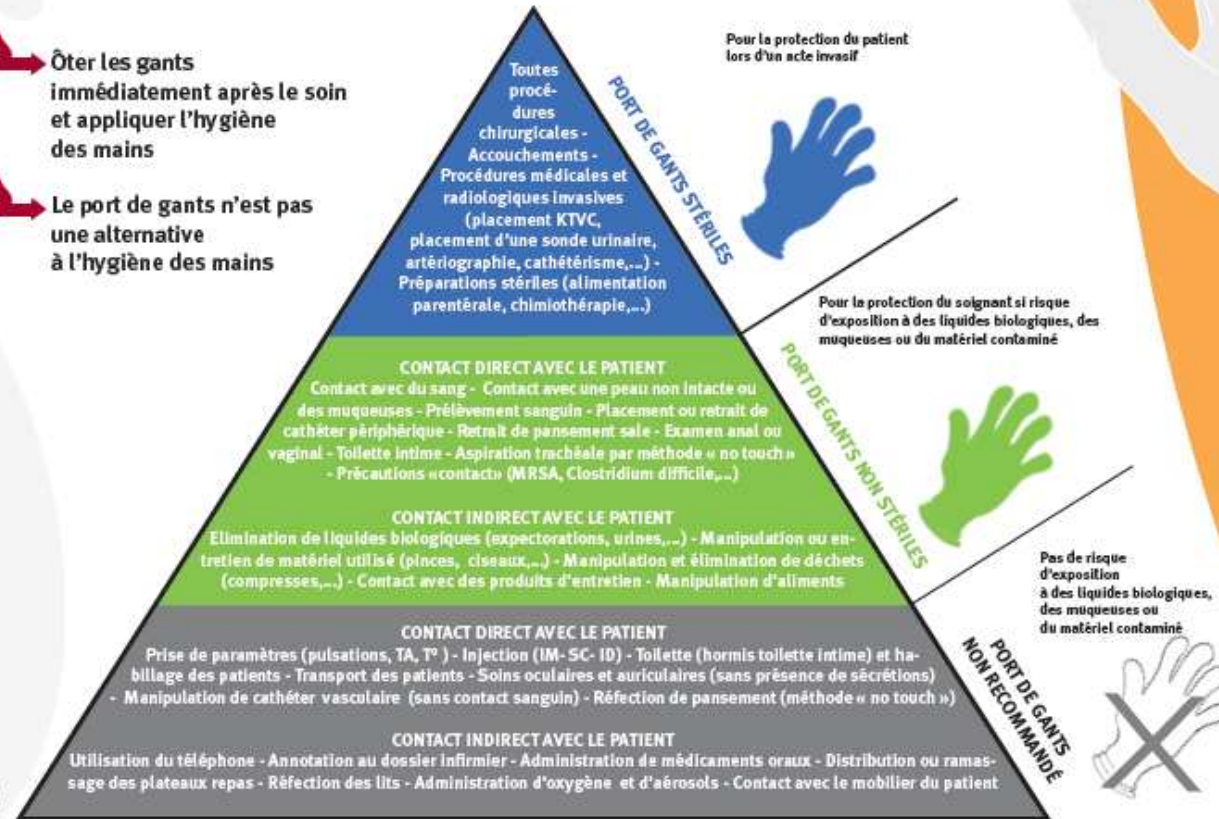 Ôter les gants
immédiatement après le soin
et appliquer l'hygiène
des mains
Le port de gants n'est pas
une alternative
à l'hygiène des mains
Toutes
procé-
dures
chirurgicales -
Accouchements -
Procédures médicales et
radiologiques invasives
(placement KTVC,
placement d'une sonde urinaire,
artériographie, cathétérisme,...) -
Préparations stériles (alimentation
parentérale, chimiothérapie,...)
PORT DE GANTS STÉRILES
Pour la protection du patient
lors d'un acte invasif
CONTACT DIRECT AVEC LE PATIENT
Contact avec du sang - Contact avec une peau non intacte ou
des muqueuses - Prélèvement sanguin - Placement ou retrait de
cathéter périphérique - Retrait de pansement sale - Examen anal ou
vaginal - Toilette intime - Aspiration trachéale par méthode « no touch »
- Précautions «contact» (MRSA, Clostridium difficile,...)
CONTACT INDIRECT AVEC LE PATIENT
Elimination de liquides biologiques (expectorations, urines,...) - Manipulation ou en-
tretien de matériel utilisé (pinces, ciseaux,...) - Manipulation et élimination de déchets
(compresses,...) - Contact avec des produits d'entretien - Manipulation d'aliments
PORT DE GANTS NON STÉRILES
Pour la protection du soignant si risque
d'exposition à des liquides biologiques, des
muqueuses ou du matériel contaminé
CONTACT DIRECT AVEC LE PATIENT
Prise de paramètres (pulsations, TA, T° ) - Injection (IM- SC- ID) - Toilette (hormis toilette intime) et ha-
billage des patients - Transport des patients - Soins oculaires et auriculaires (sans présence de sécrétions)
- Manipulation de cathéter vasculaire (sans contact sanguin) - Réfection de pansement (méthode « no touch »)
CONTACT INDIRECT AVEC LE PATIENT
Utilisation du téléphone - Annotation au dossier infirmier - Administration de médicaments oraux - Distribution ou ramas-
sage des plateaux repas - Réfection des lits - Administration d'oxygène et d'aérosols - Contact avec le mobilier du patient
PORT DE GANTS
NON RECOMMANDÉ
Pas de risque
d'exposition
à des liquides biologiques,
des muqueuses ou
du matériel contaminé